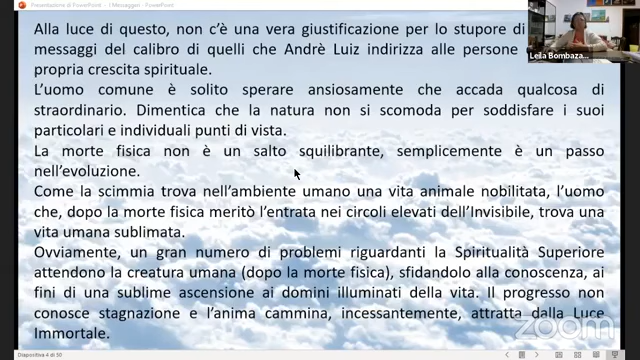 Presentazione di PowerPoint - I Messaggeri - PowerPoint
Alla luce di questo, non c'è una vera giustificazione per lo stupore di
messaggi del calibro di quelli che Andrè Luiz indirizza alle persone
propria crescita spirituale.
L'uomo comune è solito sperare ansiosamente che accada qualcosa di
straordinario. Dimentica che la natura non si scomoda per soddisfare i suoi
particolari e individuali punti di vista.
La morte fisica non è un salto squilibrante, semplicemente è un passo
nell'evoluzione.
Come la scimmia trova nell'ambiente umano una vita animale nobilitata, l'uomo
che, dopo la morte fisica meritò l'entrata nei circoli elevati dell'Invisibile, trova una
vita umana sublimata.
Ovviamente, un gran numero di problemi riguardanti la Spiritualità Superiore
attendono la creatura umana (dopo la morte fisica), sfidandolo alla conoscenza, ai
fini di una sublime ascensione ai domini illuminati della vita. Il progresso non
conosce stagnazione e l'anima cammina, incessantemente, attratta dalla Luce
Immortale.
Leila Bombaza...
zoom
Diapositiva 4 di 50